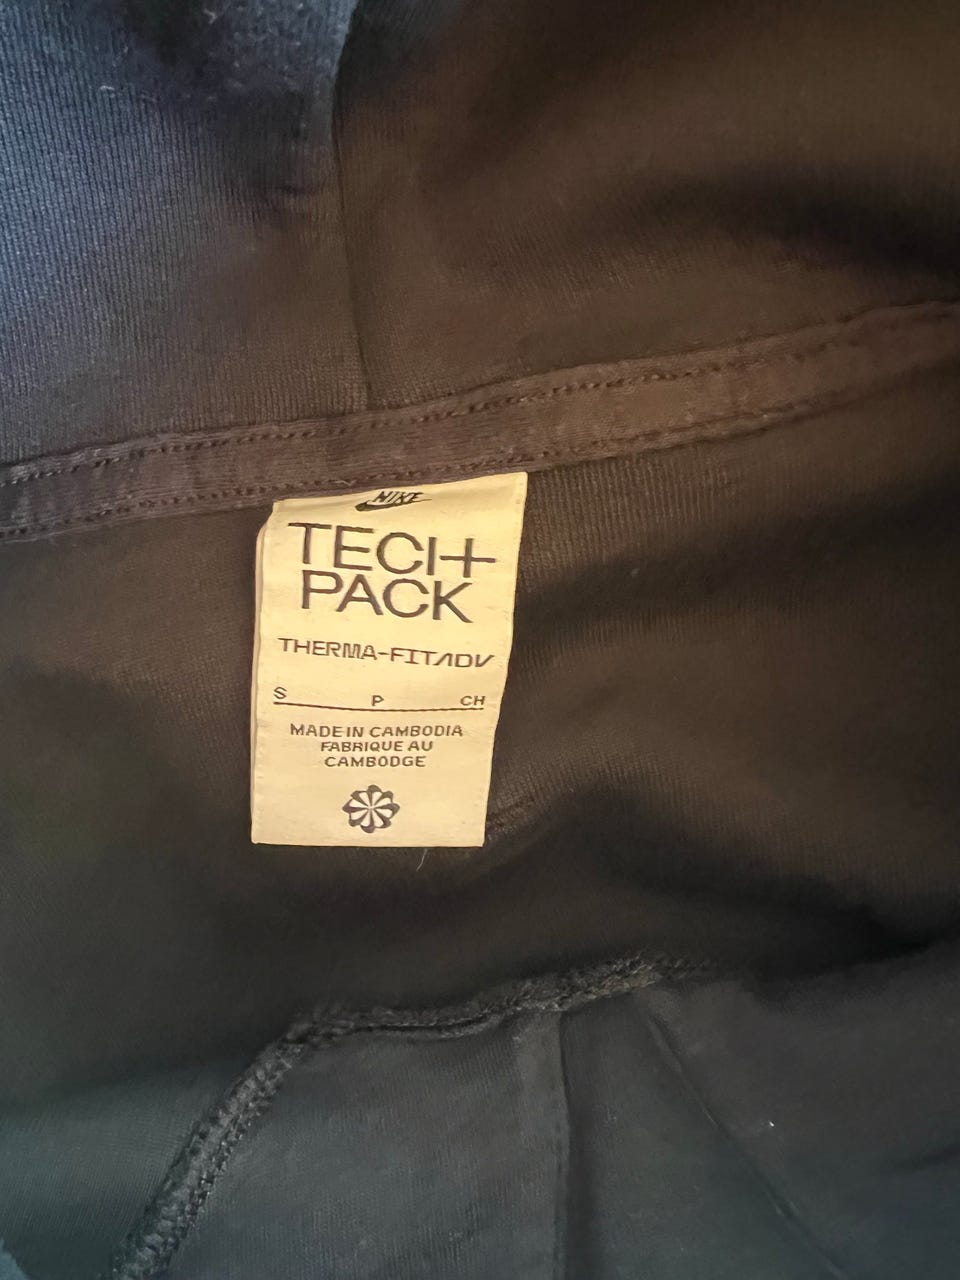 NIKE
TECH
PACK
THERMA-FIT ADV
S P CH
MADE IN CAMBODIA
FABRIQUE AU
CAMBODGE